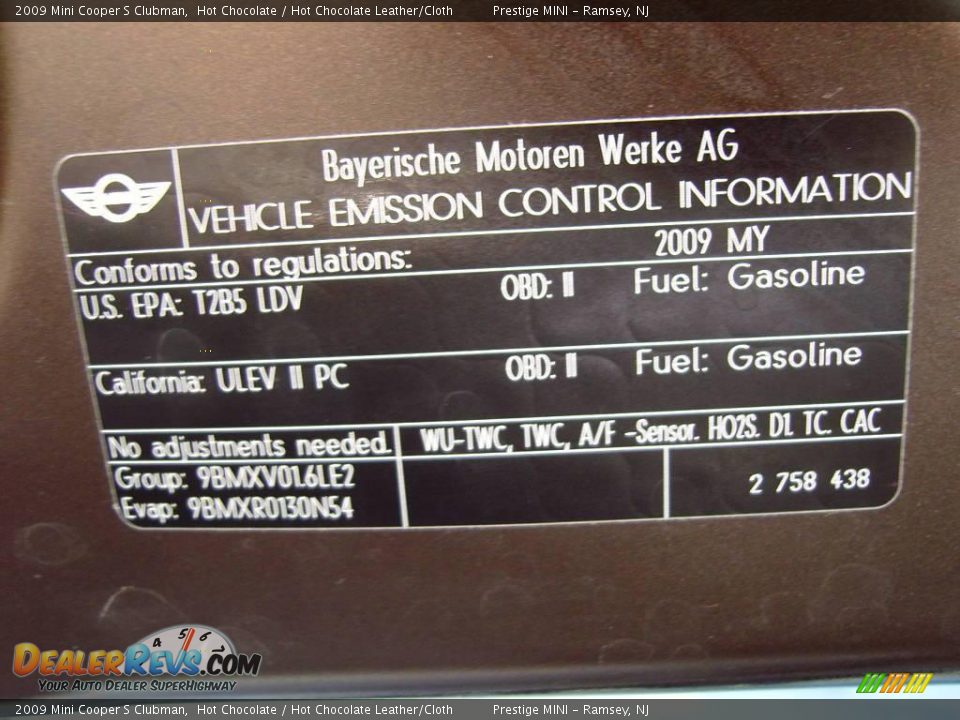 2009 Mini Cooper S Clubman, Hot Chocolate / Hot Chocolate Leather/Cloth Prestige MINI - Ramsey, NJ
Bayerische Motoren Werke AG
VEHICLE EMISSION CONTROL INFORMATION
Conforms to regulations: 2009 MY
U.S. EPA: T2B5 LDV OBD: II Fuel: Gasoline
California: ULEV II PC OBD: II Fuel: Gasoline
No adjustments needed. WU-TWC, TWC, A/F -Sensor. HO2S. DI. TC. CAC
Group: 9BMXV01.6LE2
Evap: 9BMXR0130N54
2 758 438
4 5 6
DEALERREVS.COM
YOUR AUTO DEALER SUPERHIGHWAY
2009 Mini Cooper S Clubman, Hot Chocolate / Hot Chocolate Leather/Cloth Prestige MINI - Ramsey, NJ